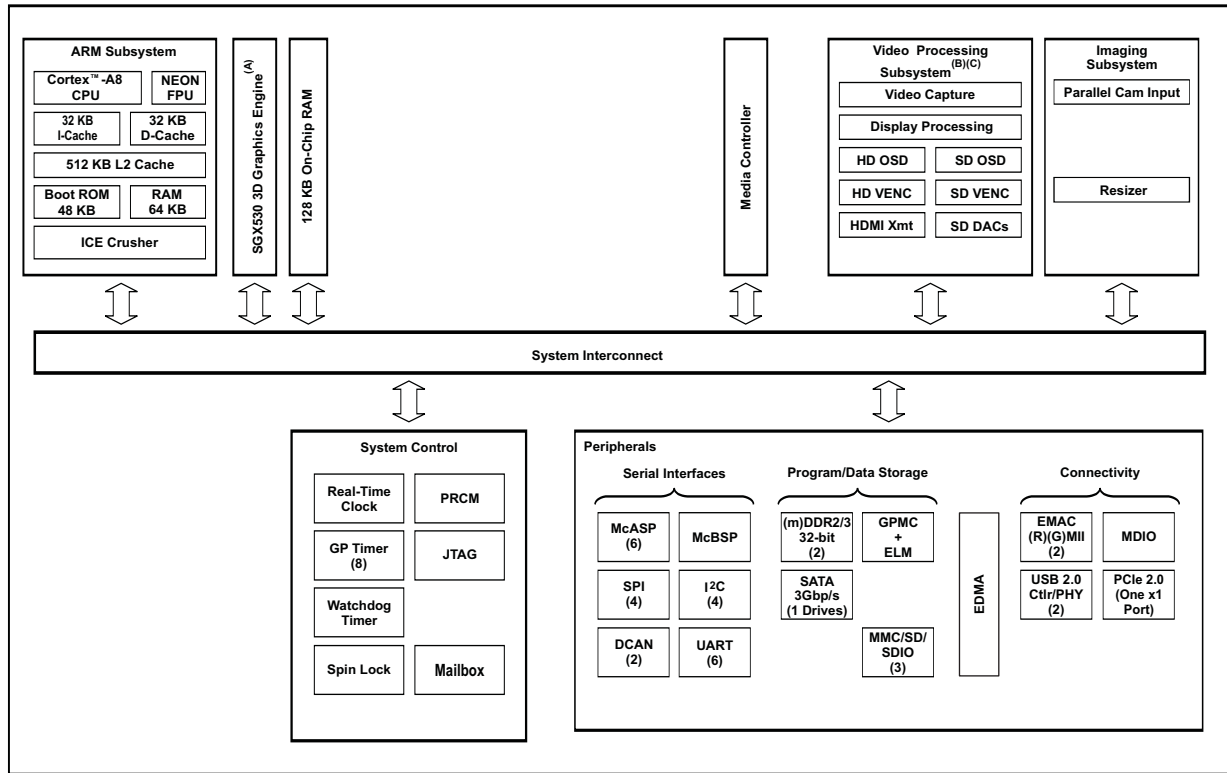 ARM Subsystem
Cortex™-A8
CPU
NEON
FPU
32 KB
I-Cache
32 KB
D-Cache
512 KB L2 Cache
Boot ROM
48 KB
RAM
64 KB
ICE Crusher
SGX530 3D Graphics Engine(A)
128 KB On-Chip RAM
Media Controller
Video Processing
Subsystem(B)(C)
Video Capture
Display Processing
HD OSD
SD OSD
HD VENC
SD VENC
HDMI Xmt
SD DACs
Imaging
Subsystem
Parallel Cam Input
Resizer
System Interconnect
System Control
Real-Time
Clock
PRCM
GP Timer
(8)
JTAG
Watchdog
Timer
Spin Lock
Mailbox
Peripherals
Serial Interfaces
McASP
(6)
McBSP
SPI
(4)
I²C
(4)
DCAN
(2)
UART
(6)
Program/Data Storage
(m)DDR2/3
32-bit
(2)
GPMC
+
ELM
SATA
3Gbp/s
(1 Drives)
MMC/SD/
SDIO
(3)
EDMA
Connectivity
EMAC
(R)(G)MII
(2)
MDIO
USB 2.0
Ctlr/PHY
(2)
PCIe 2.0
(One x1
Port)